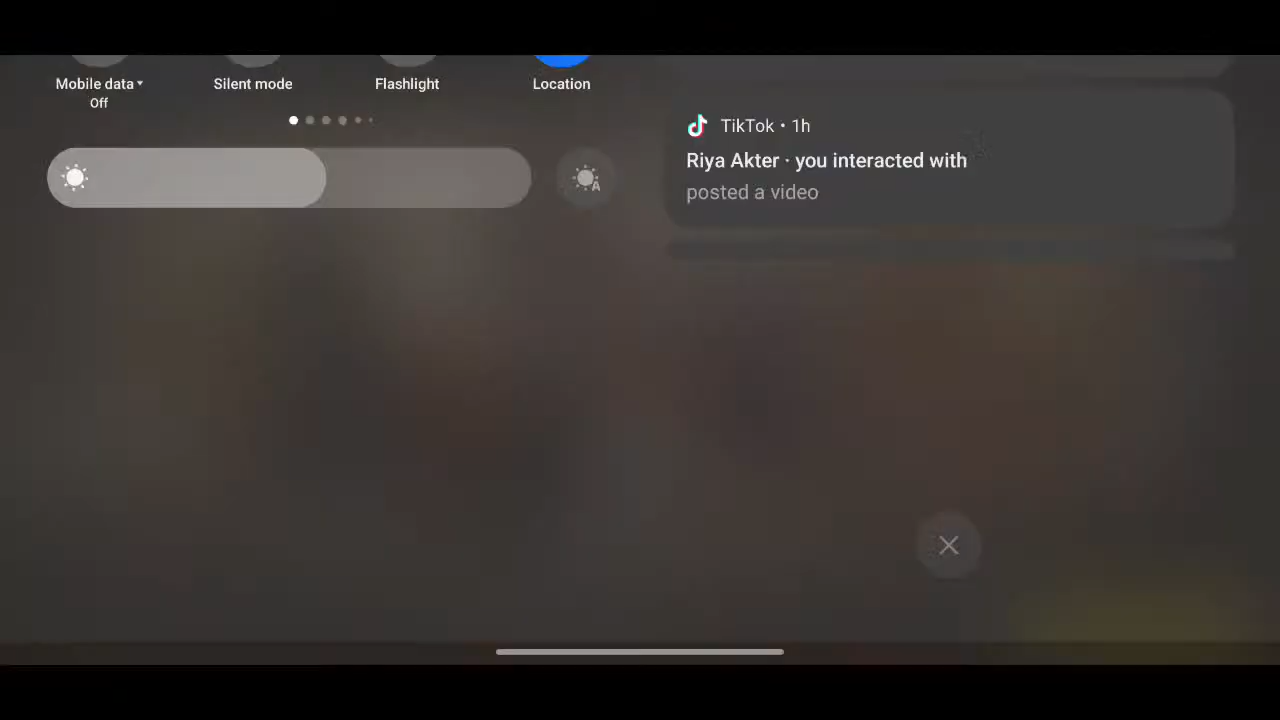 Mobile data
Off
Silent mode
Flashlight
Location
A
TikTok • 1h
Riya Akter · you interacted with
posted a video